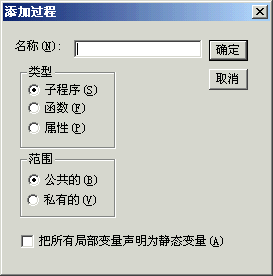 添加过程
名称(N): 确定
取消
类型
子程序(S)
函数(F)
属性(P)
范围
公共的(B)
私有的(V)
把所有局部变量声明为静态变量(A)